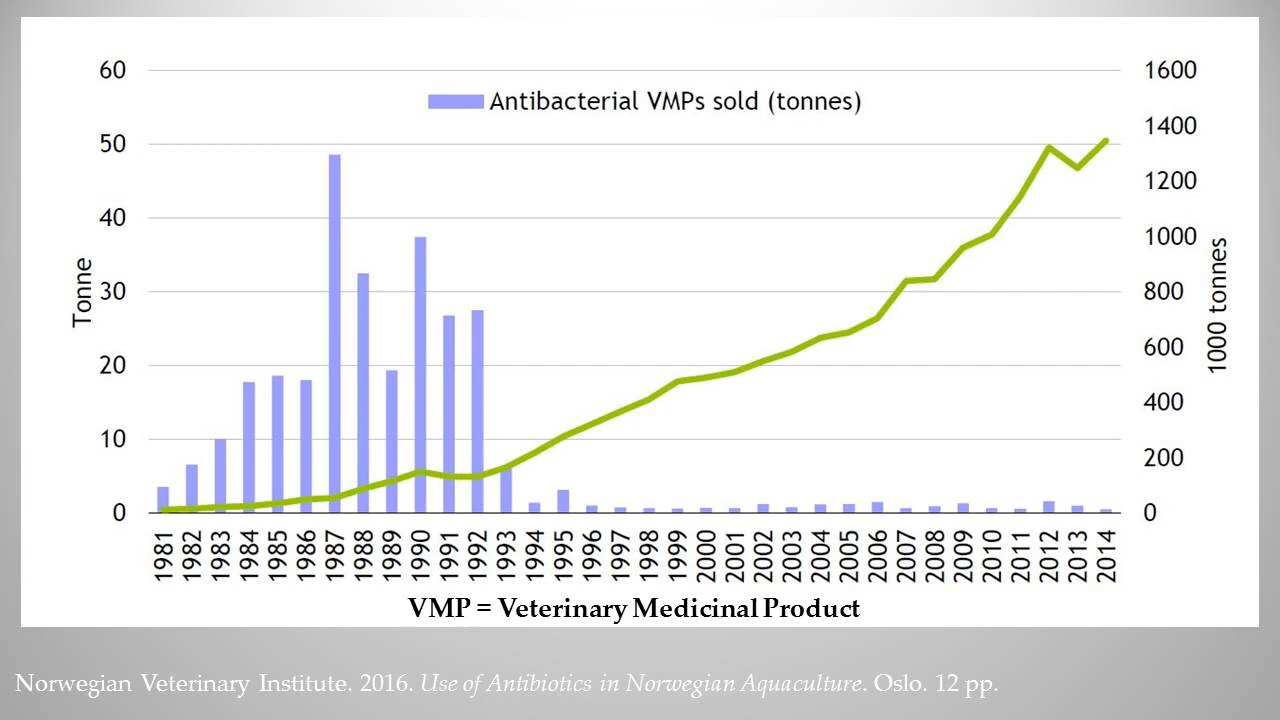 60
50
40
30
20
10
0
Tonne
Antibacterial VMPs sold (tonnes)
1600
1400
1200
1000
800
600
400
200
0
1000 tonnes
1981 1982 1983 1984 1985 1986 1987 1988 1989 1990 1991 1992 1993 1994 1995 1996 1997 1998 1999 2000 2001 2002 2003 2004 2005 2006 2007 2008 2009 2010 2011 2012 2013 2014
VMP = Veterinary Medicinal Product
Norwegian Veterinary Institute. 2016. Use of Antibiotics in Norwegian Aquaculture. Oslo. 12 pp.